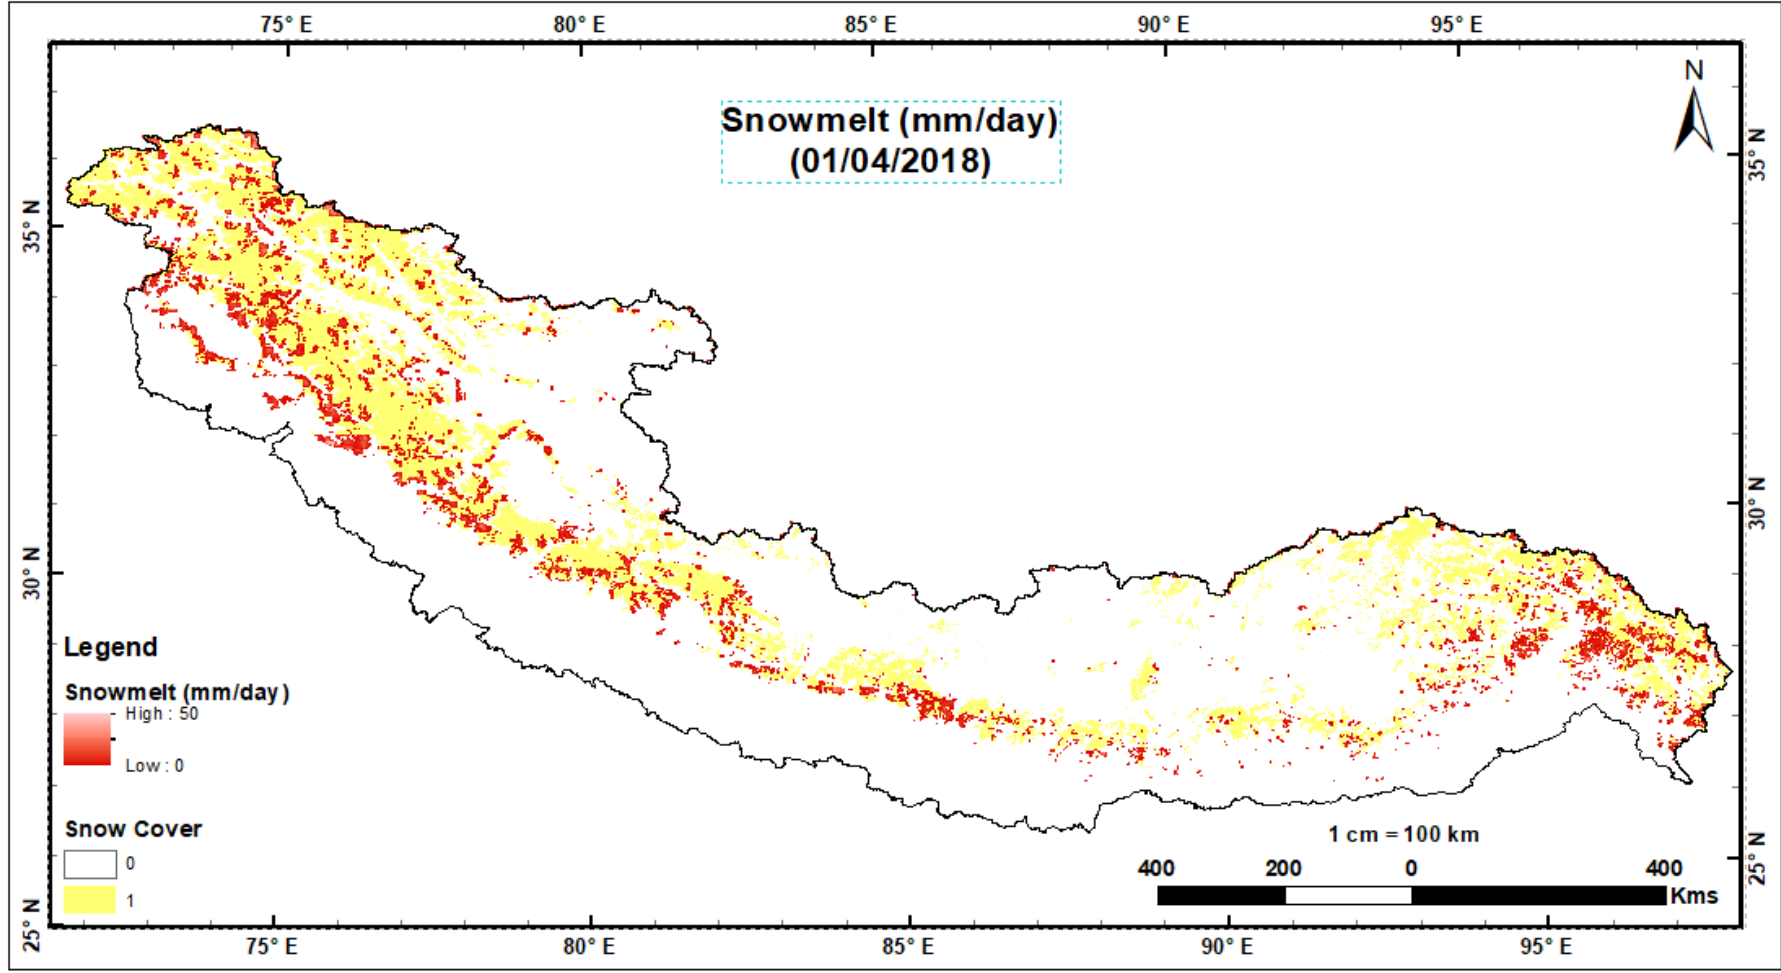 75° E 80° E 85° E 90° E 95° E
N
Snowmelt (mm/day)
(01/04/2018)
35° N
35° N
30° N
30° N
Legend
Snowmelt (mm/day)
High : 50
Low : 0
Snow Cover
0
1
1 cm = 100 km
400 200 0 400
Kms
25° N
25° N
75° E 80° E 85° E 90° E 95° E